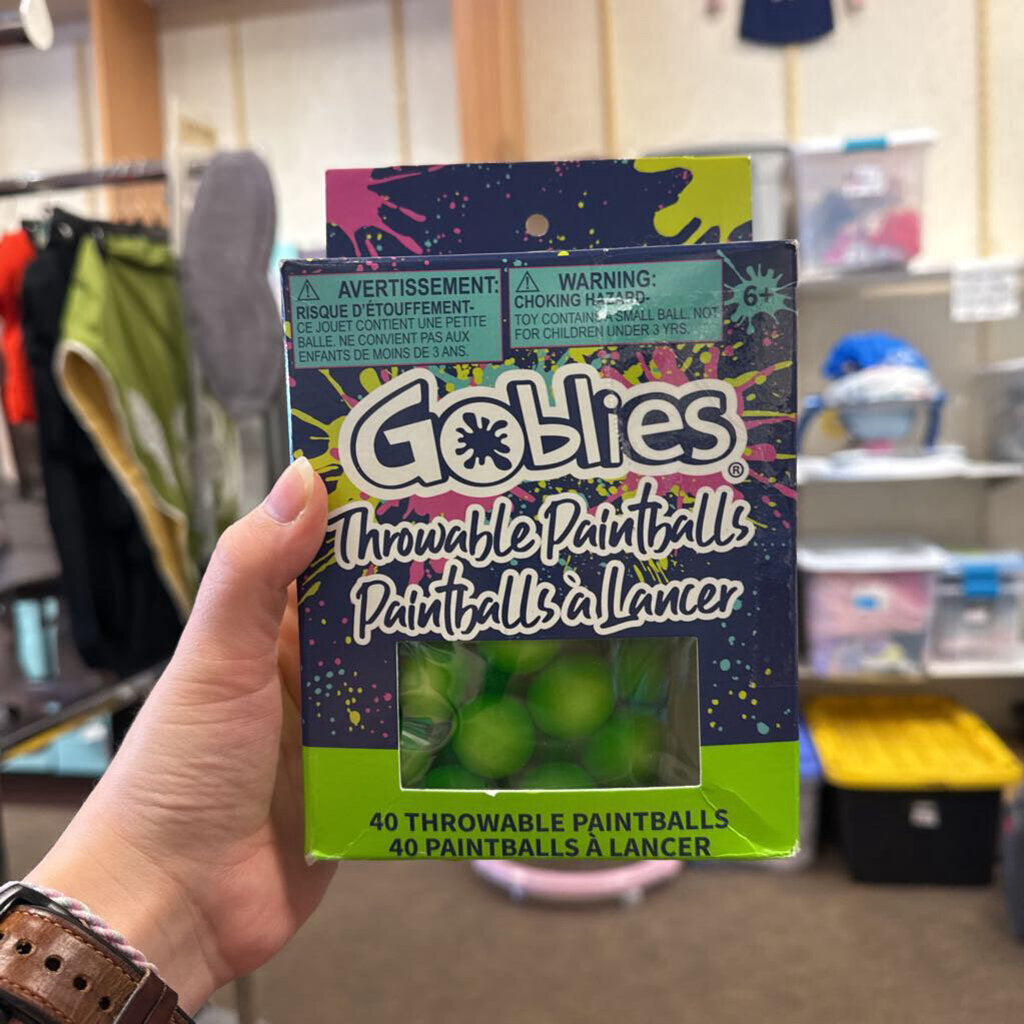 AVERTISSEMENT:
RISQUE D'ÉTOUFFEMENT-
CE JOUET CONTIENT UNE PETITE
BALLE. NE CONVIENT PAS AUX
ENFANTS DE MOINS DE 3 ANS.
WARNING:
CHOKING HAZARD-
TOY CONTAINS A SMALL BALL. NOT
FOR CHILDREN UNDER 3 YRS.
6+
Goblies®
Throwable Paintballs
Paintballs à Lancer
40 THROWABLE PAINTBALLS
40 PAINTBALLS À LANCER